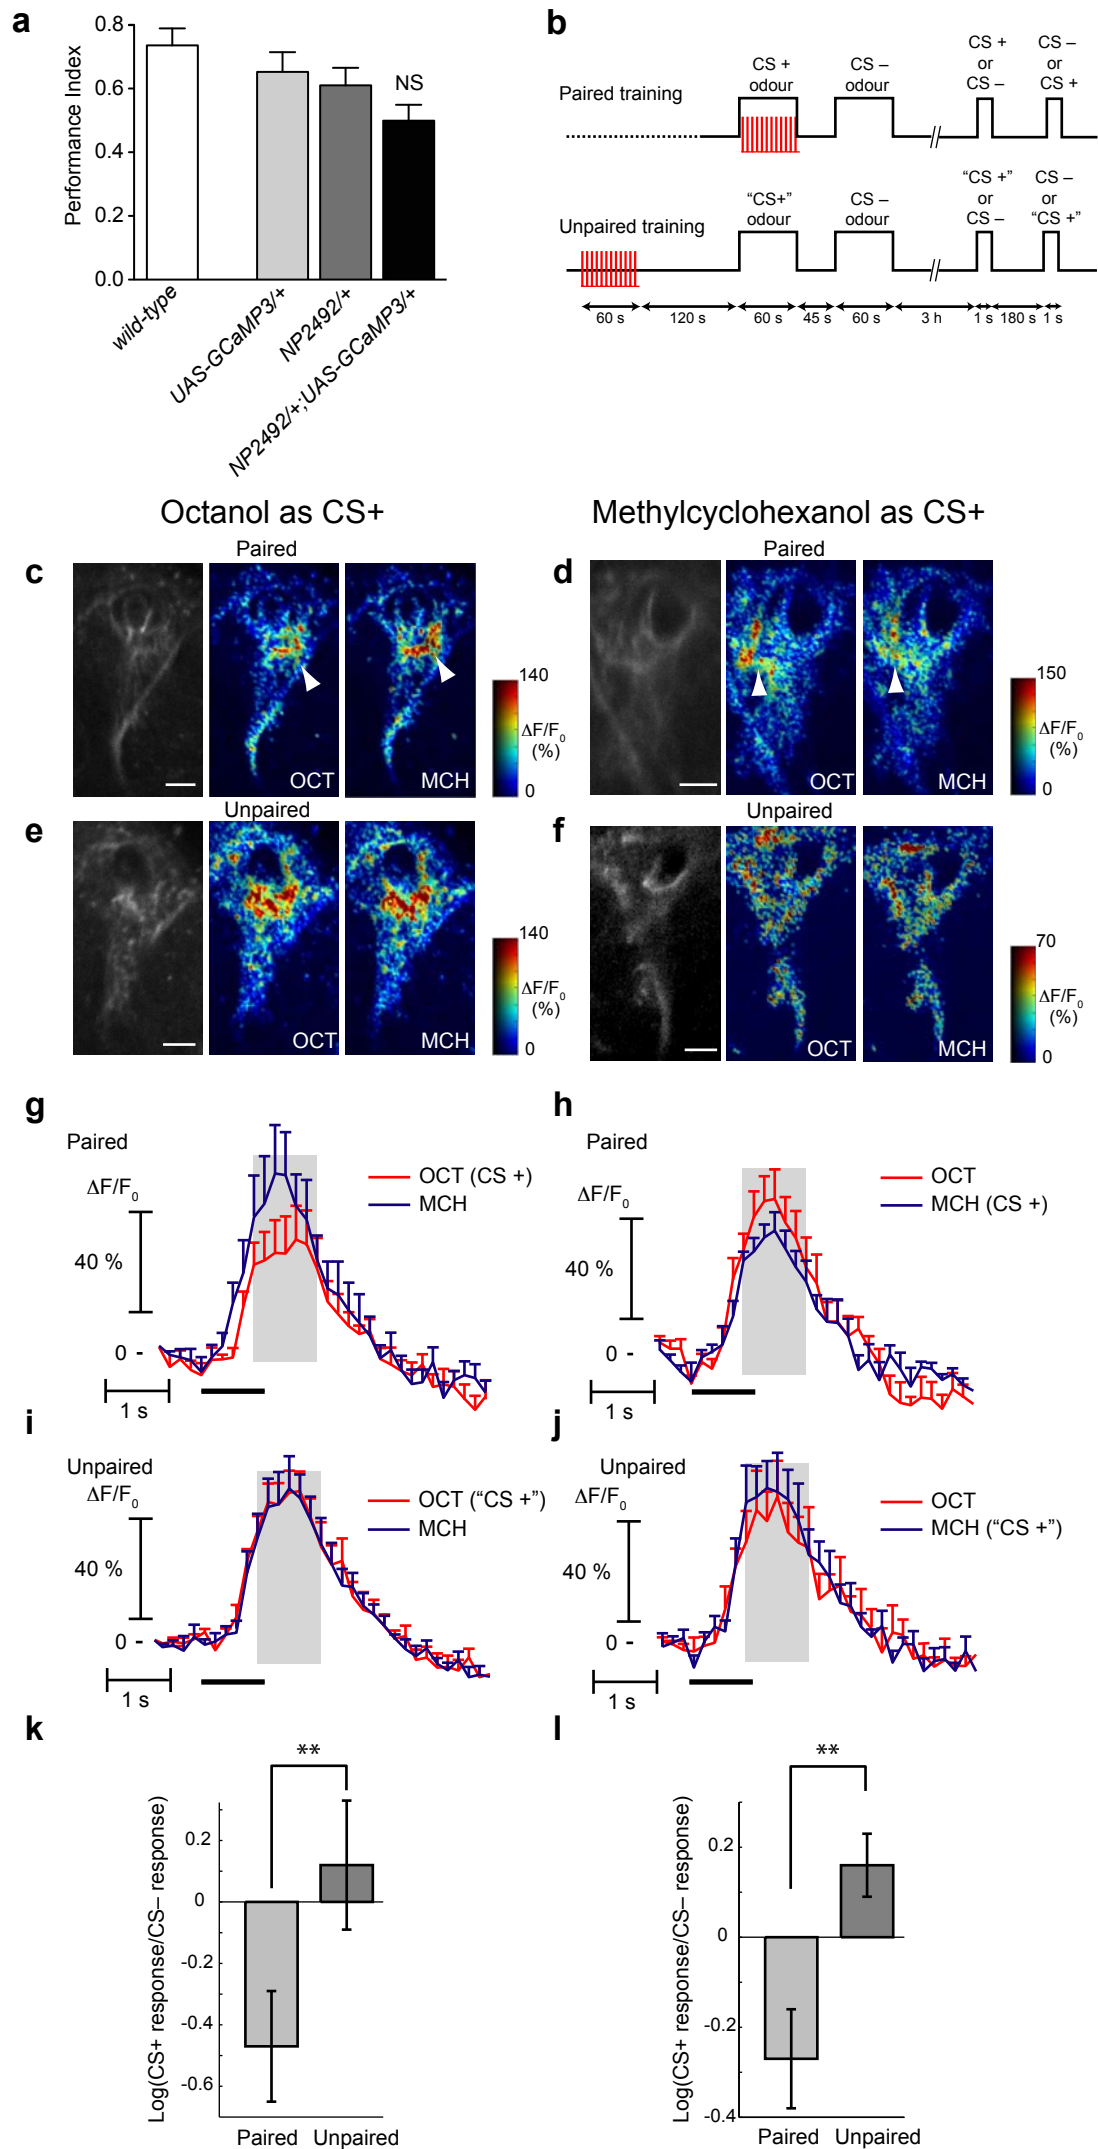 a
Performance Index
0.8
0.6
0.4
0.2
0.0
NS
wild-type
UAS-GCaMP3/+
NP2492/+
NP2492/+;UAS-GCaMP3/+
b
Paired training
CS +
odour
CS –
odour
CS +
or
CS –
CS –
or
CS +
Unpaired training
“CS+”
odour
CS –
odour
“CS +”
or
CS –
CS –
or
“CS +”
60 s
120 s
60 s
45 s
60 s
3 h
1 s
180 s
1 s
Octanol as CS+
Methylcyclohexanol as CS+
c
Paired
OCT
MCH
140
ΔF/F0
(%)
0
d
Paired
OCT
MCH
150
ΔF/F0
(%)
0
e
Unpaired
OCT
MCH
140
ΔF/F0
(%)
0
f
Unpaired
OCT
MCH
70
ΔF/F0
(%)
0
g
Paired
ΔF/F0
40 %
0 -
1 s
OCT (CS +)
MCH
h
Paired
ΔF/F0
40 %
0 -
1 s
OCT
MCH (CS +)
i
Unpaired
ΔF/F0
40 %
0 -
1 s
OCT (“CS +”)
MCH
j
Unpaired
ΔF/F0
40 %
0 -
1 s
OCT
MCH (“CS +”)
k
**
Log(CS+ response/CS– response)
0.2
0
-0.2
-0.4
-0.6
Paired
Unpaired
l
**
Log(CS+ response/CS– response)
0.2
0
-0.2
-0.4
Paired
Unpaired